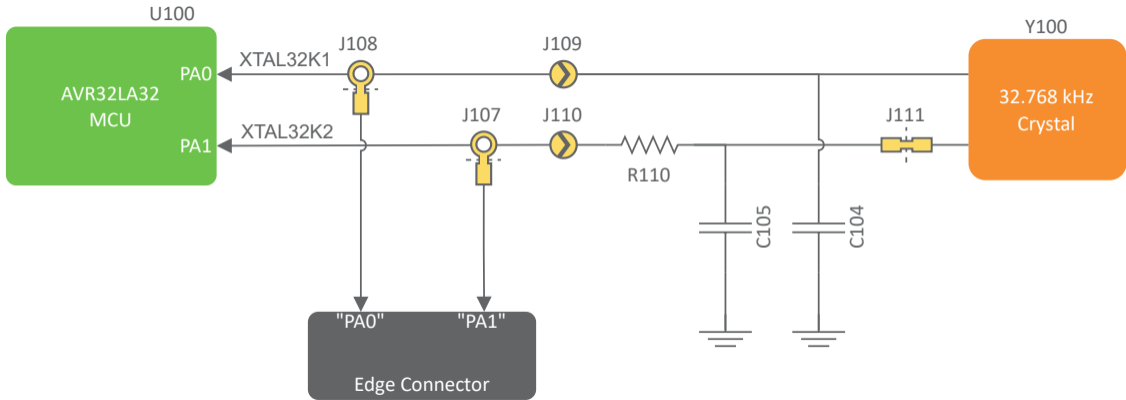 U100
Y100
J108
J109
XTAL32K1
PA0
AVR32LA32
MCU
32.768 kHz
Crystal
J107
J110
J111
XTAL32K2
PA1
R110
C105
C104
"PA0"
"PA1"
Edge Connector